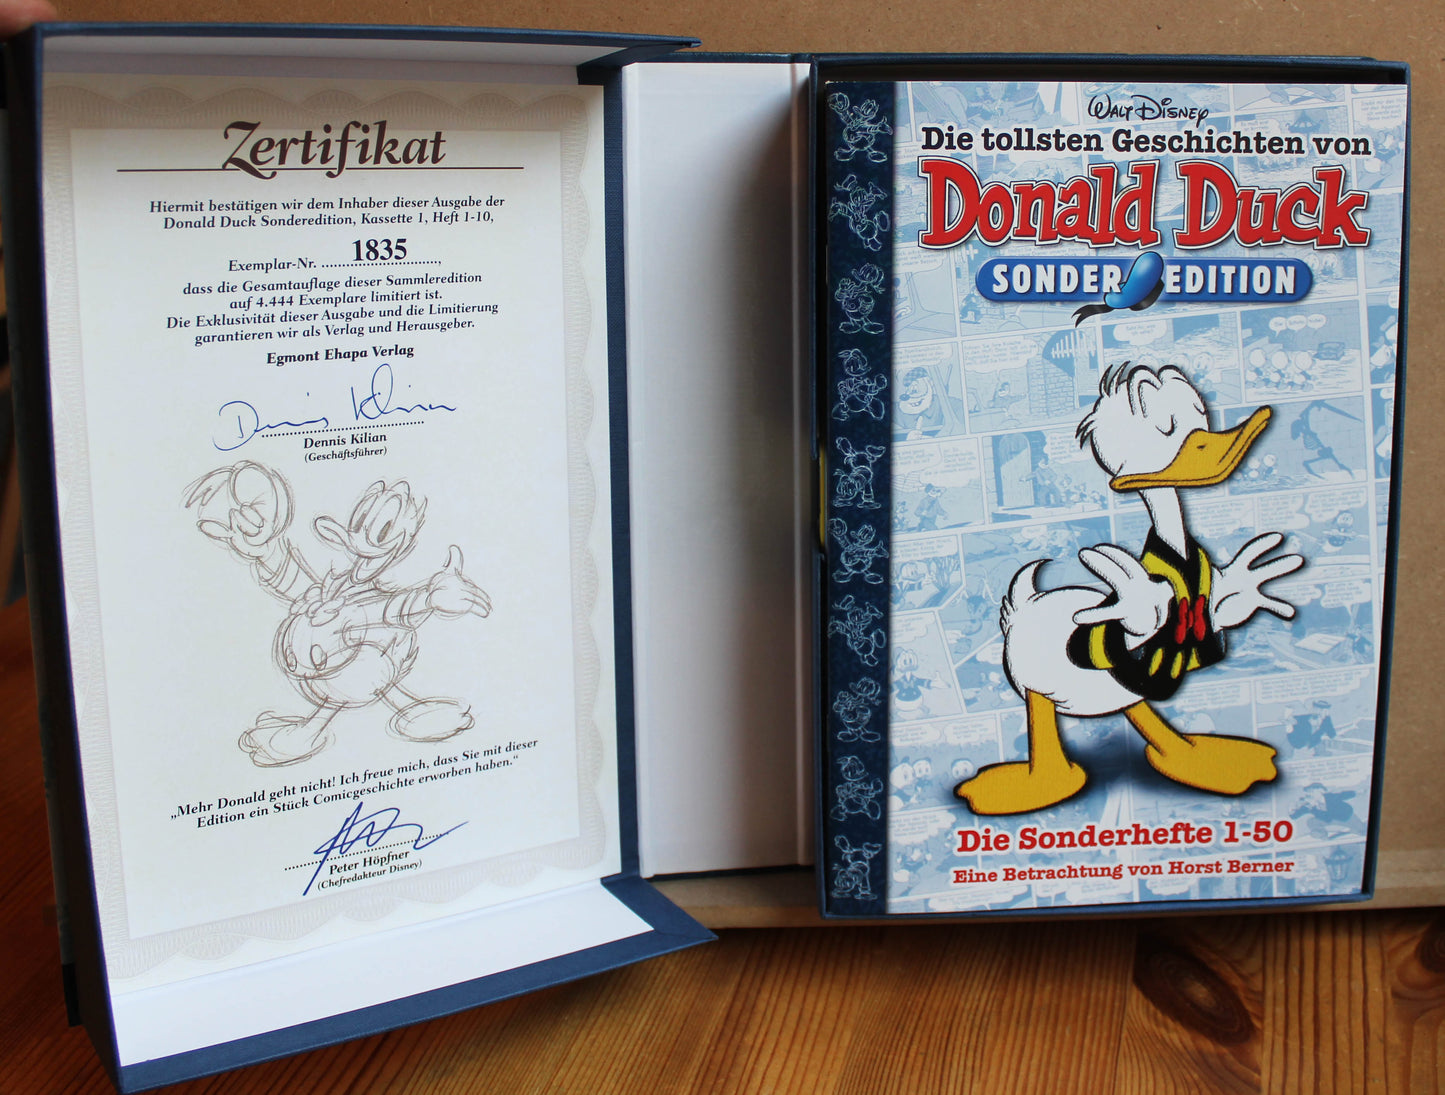 Zertifikat
Hiermit bestätigen wir dem Inhaber dieser Ausgabe der
Donald Duck Sonderedition, Kassette 1, Heft 1-10,
Exemplar-Nr. ...1835...,
dass die Gesamtauflage dieser Sammleredition
auf 4.444 Exemplare limitiert ist.
Die Exklusivität dieser Ausgabe und die Limitierung
garantieren wir als Verlag und Herausgeber.
Egmont Ehapa Verlag
Dennis Kilian
Dennis Kilian
(Geschäftsführer)
„Mehr Donald geht nicht! Ich freue mich, dass Sie mit dieser
Edition ein Stück Comicgeschichte erworben haben.“
Peter Höpfner
(Chefredakteur Disney)
WALT DISNEY
Die tollsten Geschichten von
Donald Duck
SONDER EDITION
Die Sonderhefte 1-50
Eine Betrachtung von Horst Berner